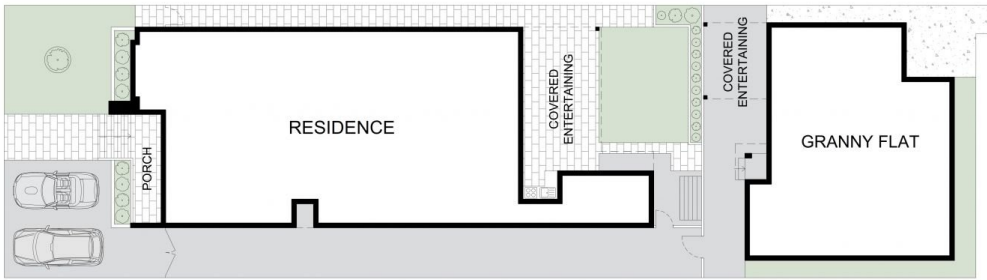 RESIDENCE
PORCH
COVERED
ENTERTAINING
COVERED
ENTERTAINING
GRANNY FLAT